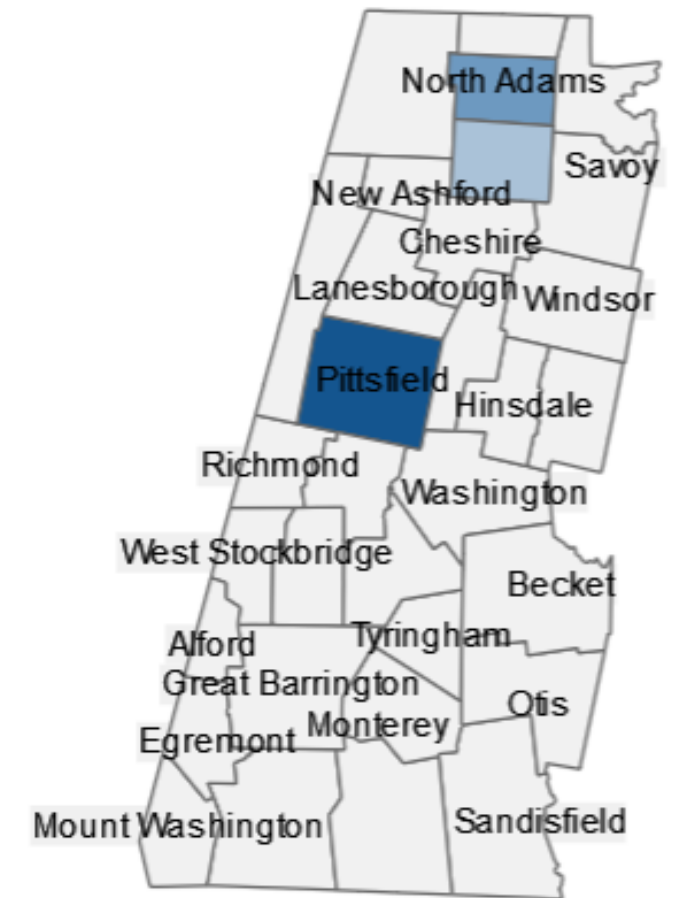 North Adams
Savoy
New Ashford
Cheshire
Lanesborough
Windsor
Pittsfield
Hinsdale
Richmond
Washington
West Stockbridge
Becket
Tyringham
Alford
Great Barrington
Otis
Monterey
Egremont
Mount Washington
Sandisfield